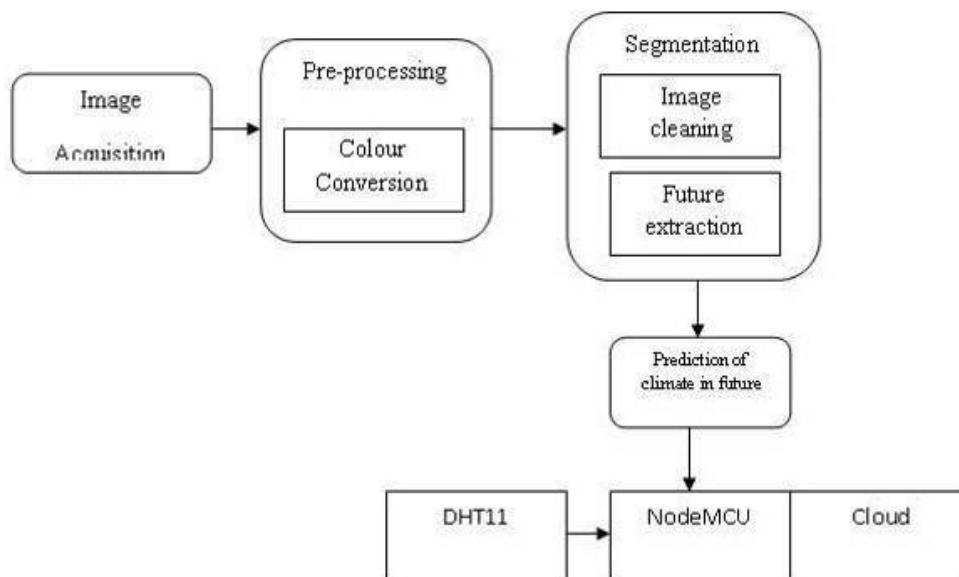 Image
Acquisition
Pre-processing
Colour
Conversion
Segmentation
Image
cleaning
Future
extraction
Prediction of
climate in future
DHT11
NodeMCU
Cloud